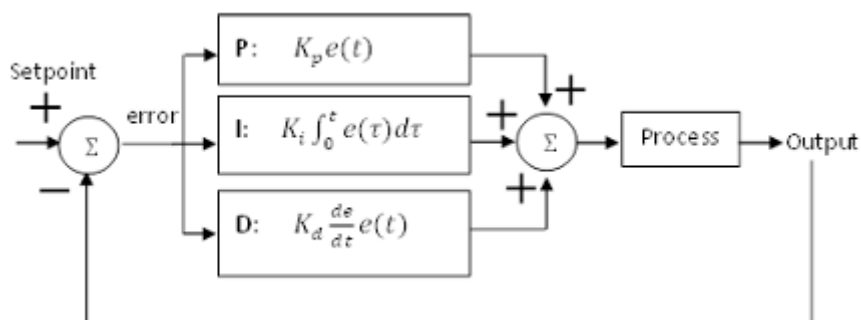 Setpoint
+
−
Σ
error
P: K_p e(t)
I: K_i ∫_0^t e(τ)dτ
D: K_d de/dt e(t)
+
+
+
Σ
Process
Output